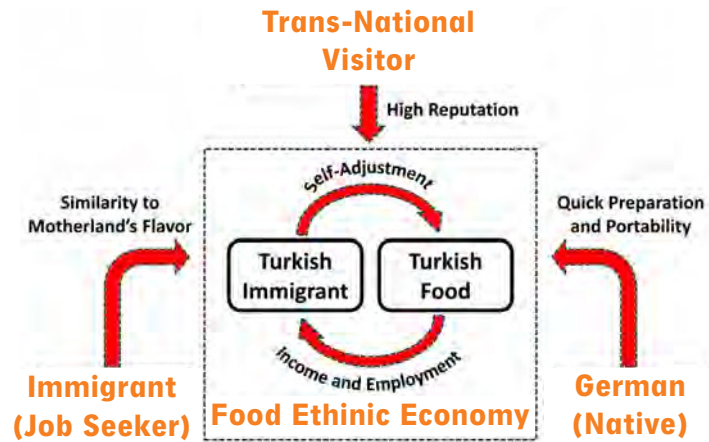 Trans-National
Visitor
High Reputation
Self-Adjustment
Similarity to
Motherland's Flavor
Quick Preparation
and Portability
Turkish
Immigrant
Turkish
Food
Income and Employment
Immigrant
(Job Seeker)
Food Ethinic Economy
German
(Native)